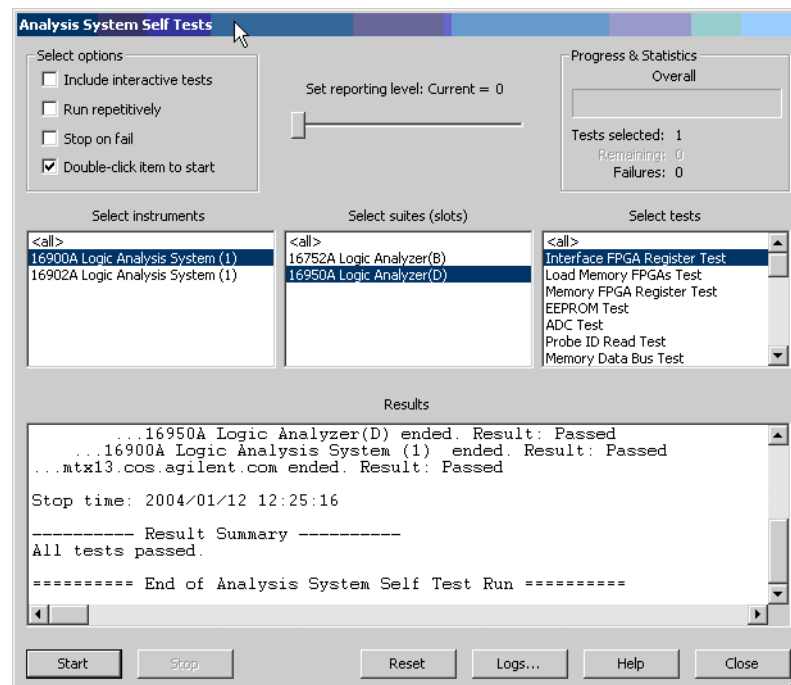 Analysis System Self Tests
Select options
Include interactive tests
Run repetitively
Stop on fail
Double-click item to start
Set reporting level: Current = 0
Progress & Statistics
Overall
Tests selected: 1
Remaining: 0
Failures: 0
Select instruments
<all>
16900A Logic Analysis System (1)
16902A Logic Analysis System (1)
Select suites (slots)
<all>
16752A Logic Analyzer(B)
16950A Logic Analyzer(D)
Select tests
<all>
Interface FPGA Register Test
Load Memory FPGAs Test
Memory FPGA Register Test
EEPROM Test
ADC Test
Probe ID Read Test
Memory Data Bus Test
Results
...16950A Logic Analyzer(D) ended. Result: Passed
...16900A Logic Analysis System (1)  ended. Result: Passed
...mtx13.cos.agilent.com ended. Result: Passed
Stop time: 2004/01/12 12:25:16
---------- Result Summary ----------
All tests passed.
========== End of Analysis System Self Test Run ==========
Start
Stop
Reset
Logs...
Help
Close